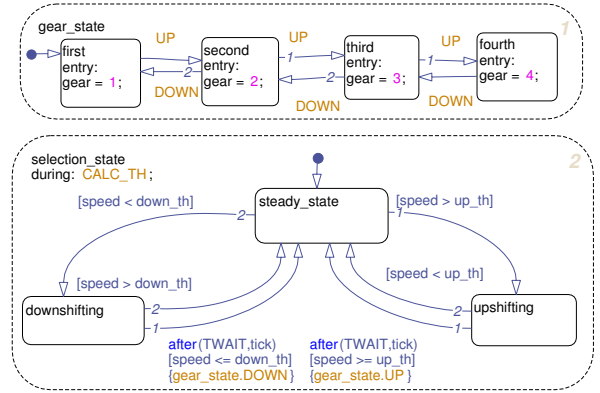 gear_state
1
UP
UP
UP
first
entry:
gear = 1;
second
entry:
gear = 2;
third
entry:
gear = 3;
fourth
entry:
gear = 4;
1
1
2
2
DOWN
DOWN
DOWN
selection_state
during: CALC_TH;
2
[speed < down_th]
steady_state
[speed > up_th]
2
1
[speed > down_th]
[speed < up_th]
downshifting
upshifting
2
1
2
1
after(TWAIT,tick)
[speed <= down_th]
{gear_state.DOWN}
after(TWAIT,tick)
[speed >= up_th]
{gear_state.UP }